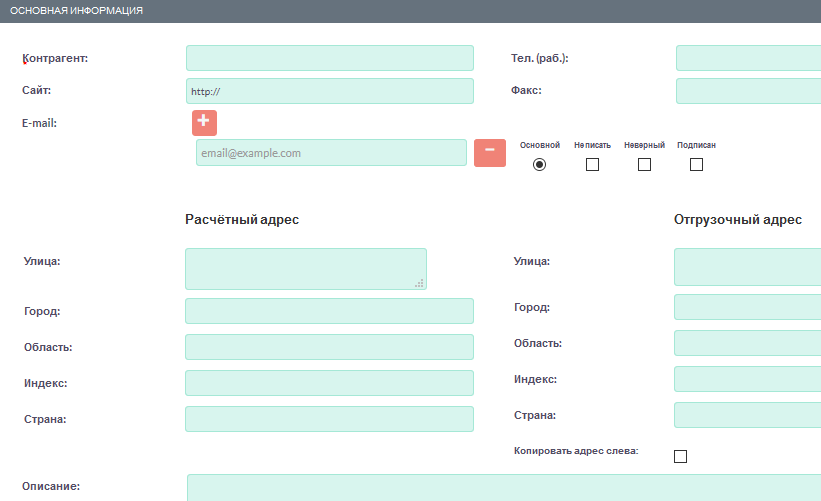 ОСНОВНАЯ ИНФОРМАЦИЯ
Контрагент:
Тел. (раб.):
Сайт:
http://
Факс:
E-mail:
+
email@example.com
−
Основной
Не писать
Неверный
Подписан
Расчётный адрес
Отгрузочный адрес
Улица:
Улица:
Город:
Город:
Область:
Область:
Индекс:
Индекс:
Страна:
Страна:
Копировать адрес слева:
Описание: